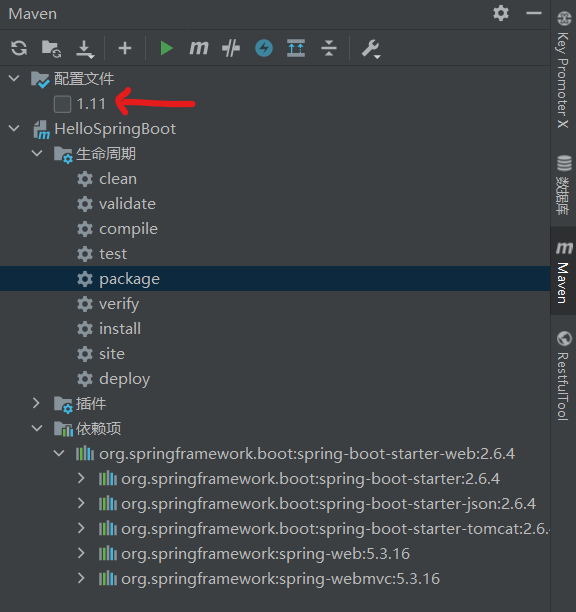 Maven
配置文件
1.11
HelloSpringBoot
生命周期
clean
validate
compile
test
package
verify
install
site
deploy
插件
依赖项
org.springframework.boot:spring-boot-starter-web:2.6.4
org.springframework.boot:spring-boot-starter:2.6.4
org.springframework.boot:spring-boot-starter-json:2.6.4
org.springframework.boot:spring-boot-starter-tomcat:2.6.
org.springframework:spring-web:5.3.16
org.springframework:spring-webmvc:5.3.16
Key Promoter X
数据库
Maven
RestfulTool